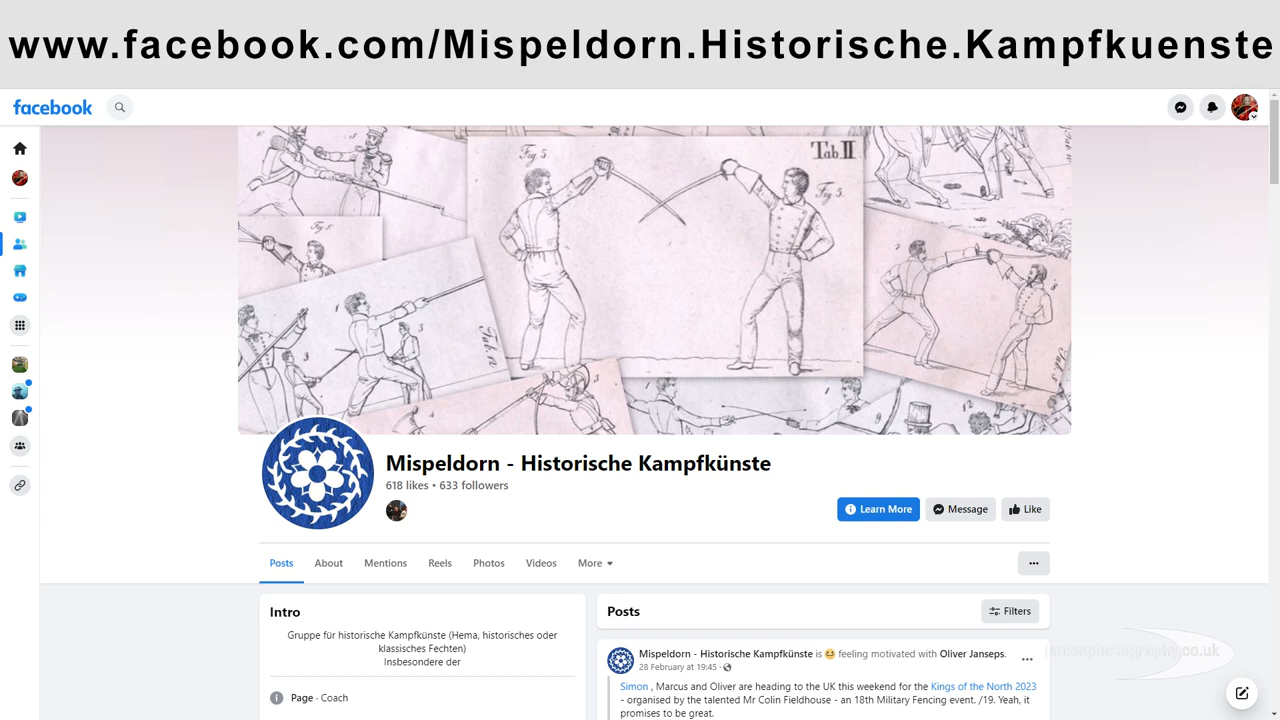 www.facebook.com/Mispeldorn.Historische.Kampfkuenste
facebook
Fig 5
Tab II
Fig. 5.
Mispeldorn - Historische Kampfkünste
618 likes • 633 followers
Learn More
Message
Like
Posts
About
Mentions
Reels
Photos
Videos
More
Intro
Gruppe für historische Kampfkünste (Hema, historisches oder
klassisches Fechten)
Insbesondere der
Page · Coach
Posts
Filters
Mispeldorn - Historische Kampfkünste is 😄 feeling motivated with Oliver Janseps.
28 February at 19:45 ·
Simon , Marcus and Oliver are heading to the UK this weekend for the Kings of the North 2023
- organised by the talented Mr Colin Fieldhouse - an 18th Military Fencing event. /19. Yeah, it
promises to be great.